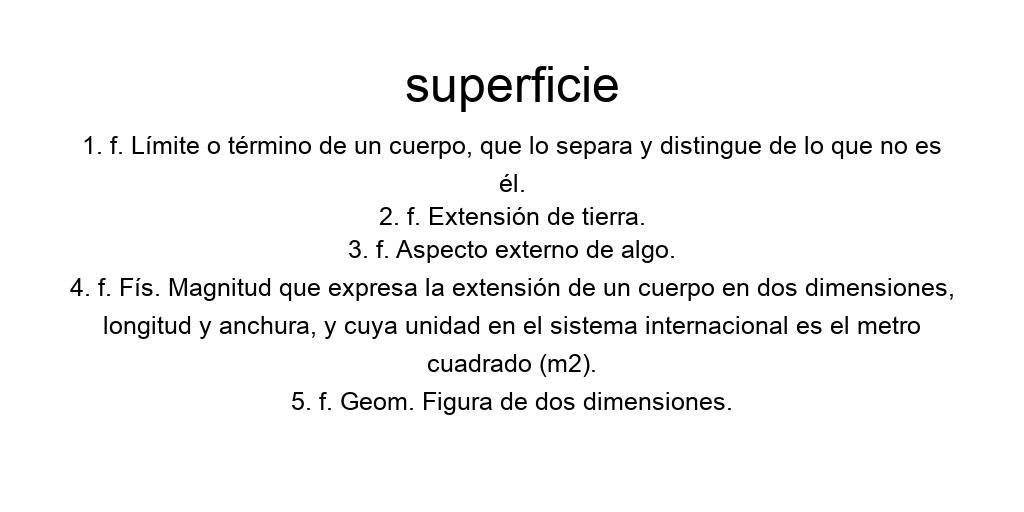 superficie
1. f. Límite o término de un cuerpo, que lo separa y distingue de lo que no es
él.
2. f. Extensión de tierra.
3. f. Aspecto externo de algo.
4. f. Fís. Magnitud que expresa la extensión de un cuerpo en dos dimensiones,
longitud y anchura, y cuya unidad en el sistema internacional es el metro
cuadrado (m2).
5. f. Geom. Figura de dos dimensiones.